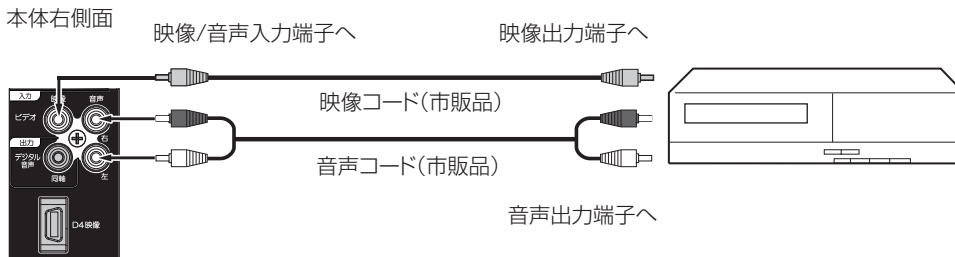 本体右側面
映像/音声入力端子へ
映像出力端子へ
入力
映像
音声
ビデオ
映像コード(市販品)
右
出力
デジタル
音声
同軸
左
音声コード(市販品)
音声出力端子へ
D4映像